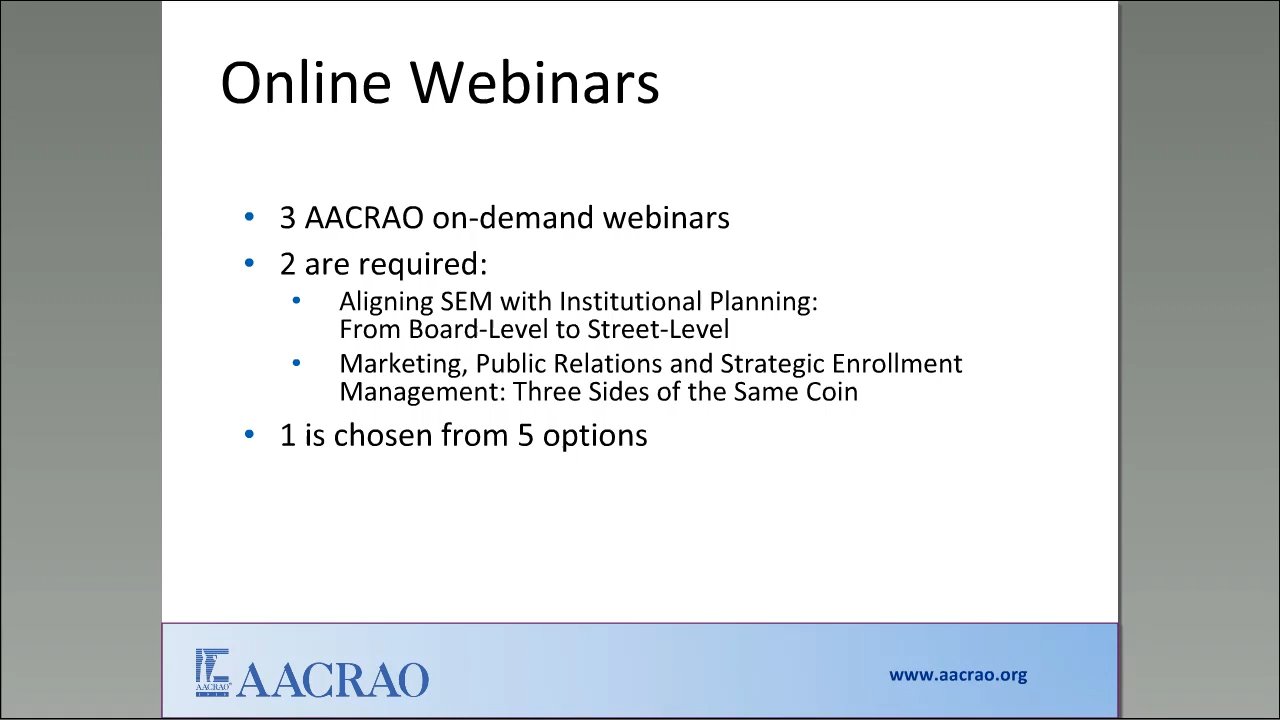 Online Webinars
• 3 AACRAO on-demand webinars
• 2 are required:
• Aligning SEM with Institutional Planning:
From Board-Level to Street-Level
• Marketing, Public Relations and Strategic Enrollment
Management: Three Sides of the Same Coin
• 1 is chosen from 5 options
AACRAO
AACRAO
www.aacrao.org